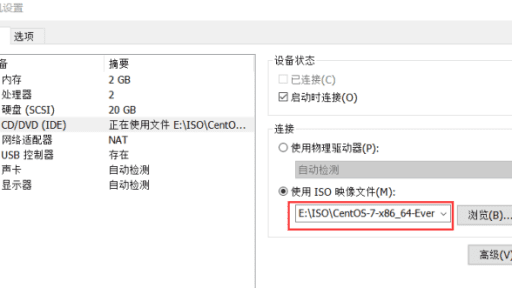 设置
选项
备 摘要
内存 2 GB
处理器 2
硬盘 (SCSI) 20 GB
CD/DVD (IDE) 正在使用文件 E:\ISO\CentO...
网络适配器 NAT
USB 控制器 存在
声卡 自动检测
显示器 自动检测
设备状态
已连接(C)
启动时连接(O)
连接
使用物理驱动器(P):
自动检测
使用 ISO 映像文件(M):
E:\ISO\CentOS-7-x86_64-Ever
浏览(B)...
高级(V)